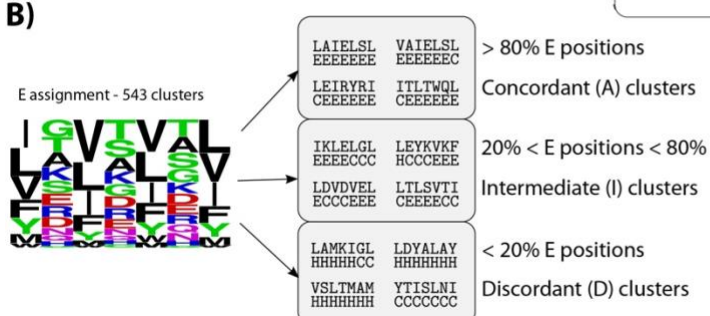 B)
E assignment - 543 clusters
LAIELSL VAIELSL
EEEEEEE EEEEEEC
LEIRYRI ITLTWQL
CEEEEEE CEEEEEE
> 80% E positions
Concordant (A) clusters
IKLELGL LEYKVKF
EEEECCC HCCCEEE
LDVDVEL LTLSVTI
ECCCEEE CEEEECC
20% < E positions < 80%
Intermediate (I) clusters
LAMKIGL LDYALAY
HHHHHCC HHHHHHH
VSLTMAM YTISLNI
HHHHHHH CCCCCCC
< 20% E positions
Discordant (D) clusters
I G V T V T L